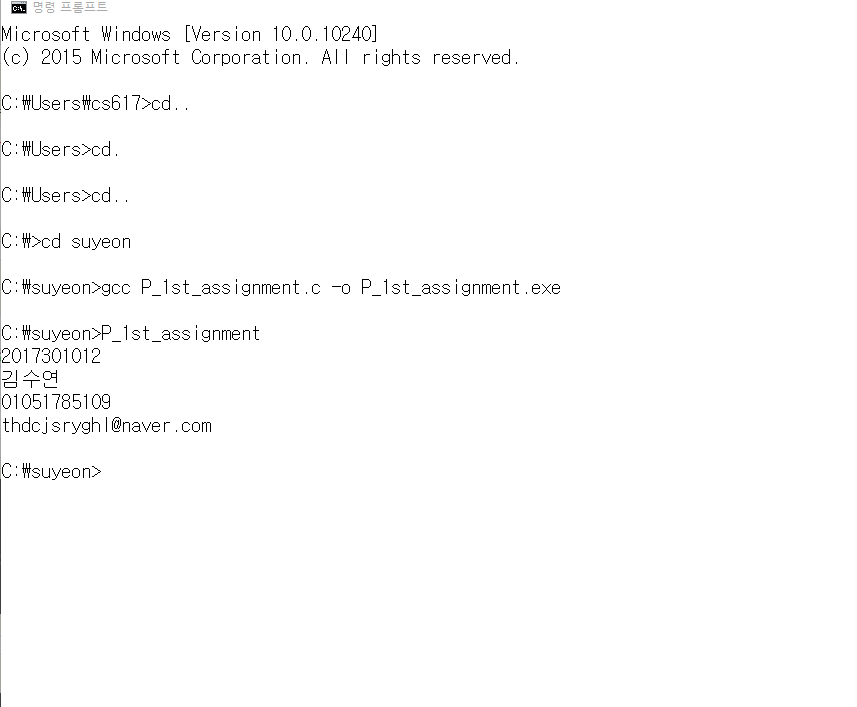 명령 프롬프트
Microsoft Windows [Version 10.0.10240]
(c) 2015 Microsoft Corporation. All rights reserved.
C:₩Users₩cs617>cd..
C:₩Users>cd.
C:₩Users>cd..
C:₩>cd suyeon
C:₩suyeon>gcc P_1st_assignment.c -o P_1st_assignment.exe
C:₩suyeon>P_1st_assignment
2017301012
김수연
01051785109
thdcjsryghl@naver.com
C:₩suyeon>